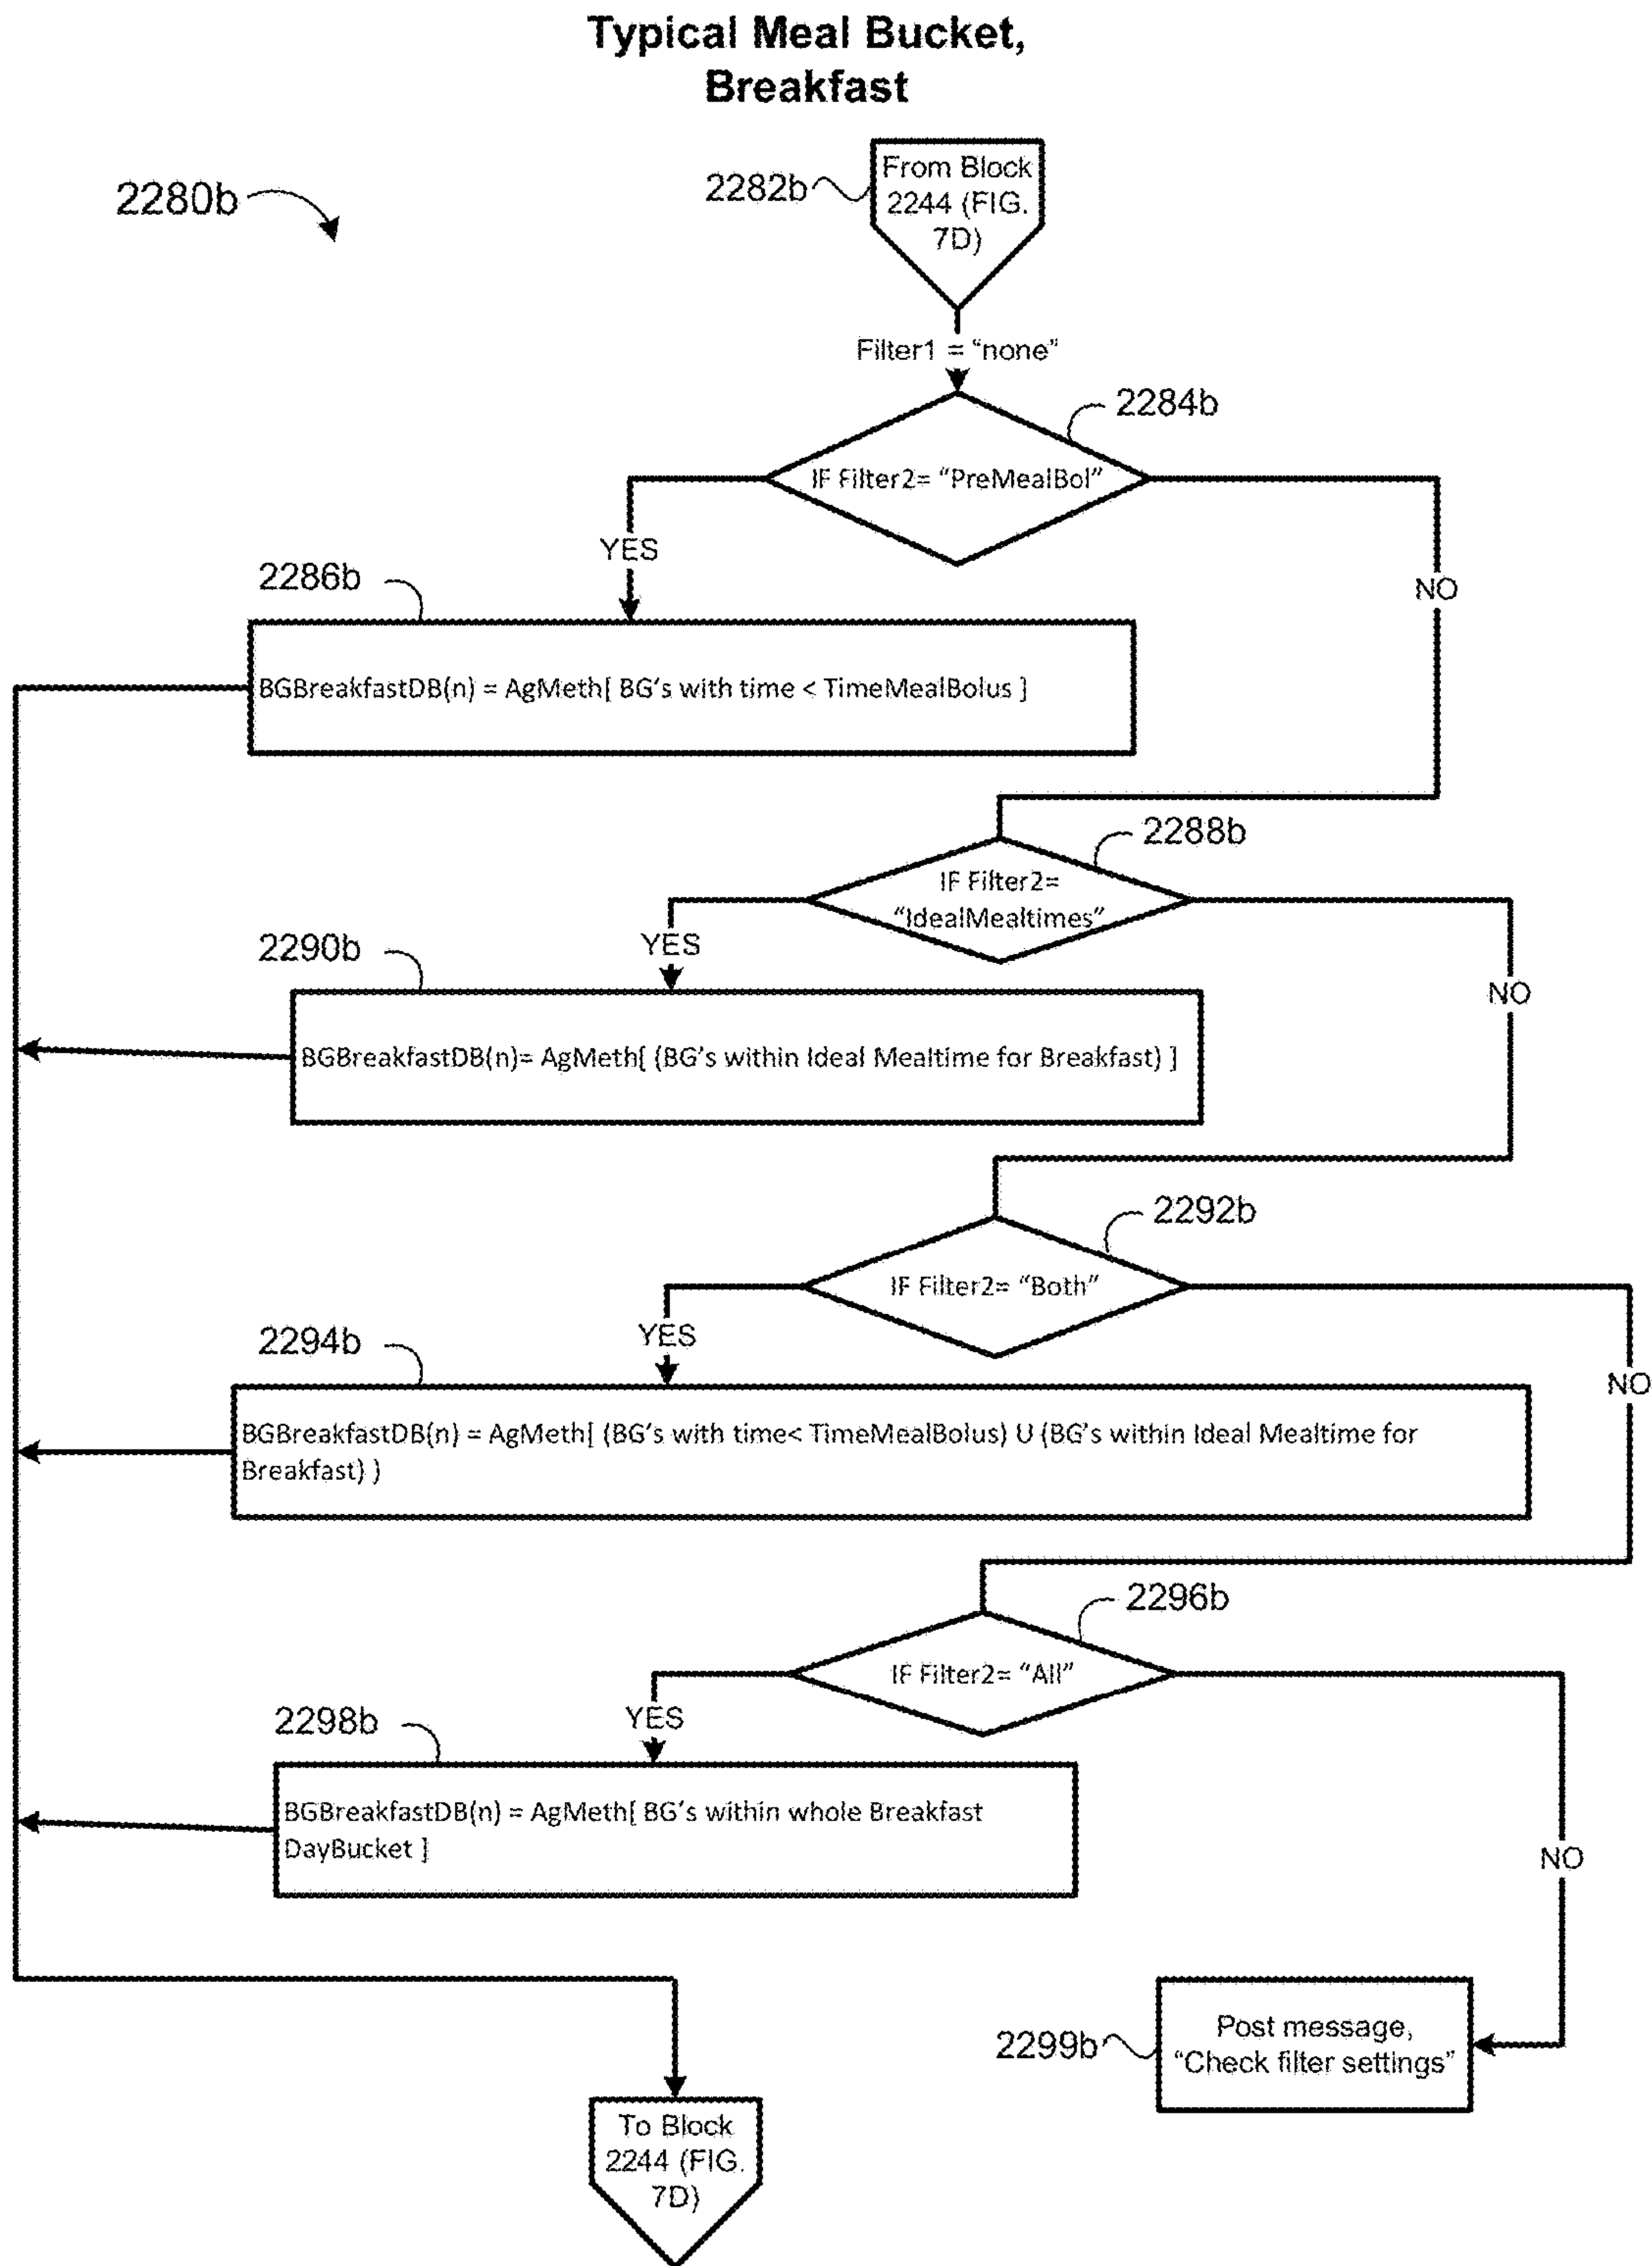 Typical Meal Bucket,
Breakfast
2280b
2282b
From Block
2244 (FIG.
7D)
Filter1 = “none”
2284b
IF Filter2= “PreMealBol”
YES
NO
2286b
BGBreakfastDB(n) = AgMeth[ BG's with time < TimeMealBolus ]
2288b
IF Filter2=
“IdealMealtimes”
YES
NO
2290b
BGBreakfastDB(n)= AgMeth[ (BG's within Ideal Mealtime for Breakfast) ]
2292b
IF Filter2= “Both”
YES
NO
2294b
BGBreakfastDB(n) = AgMeth[ (BG's with time< TimeMealBolus) U (BG's within Ideal Mealtime for
Breakfast) )
2296b
IF Filter2= “All”
YES
NO
2298b
BGBreakfastDB(n) = AgMeth[ BG's within whole Breakfast
DayBucket ]
2299b
Post message,
“Check filter settings”
To Block
2244 (FIG.
7D)